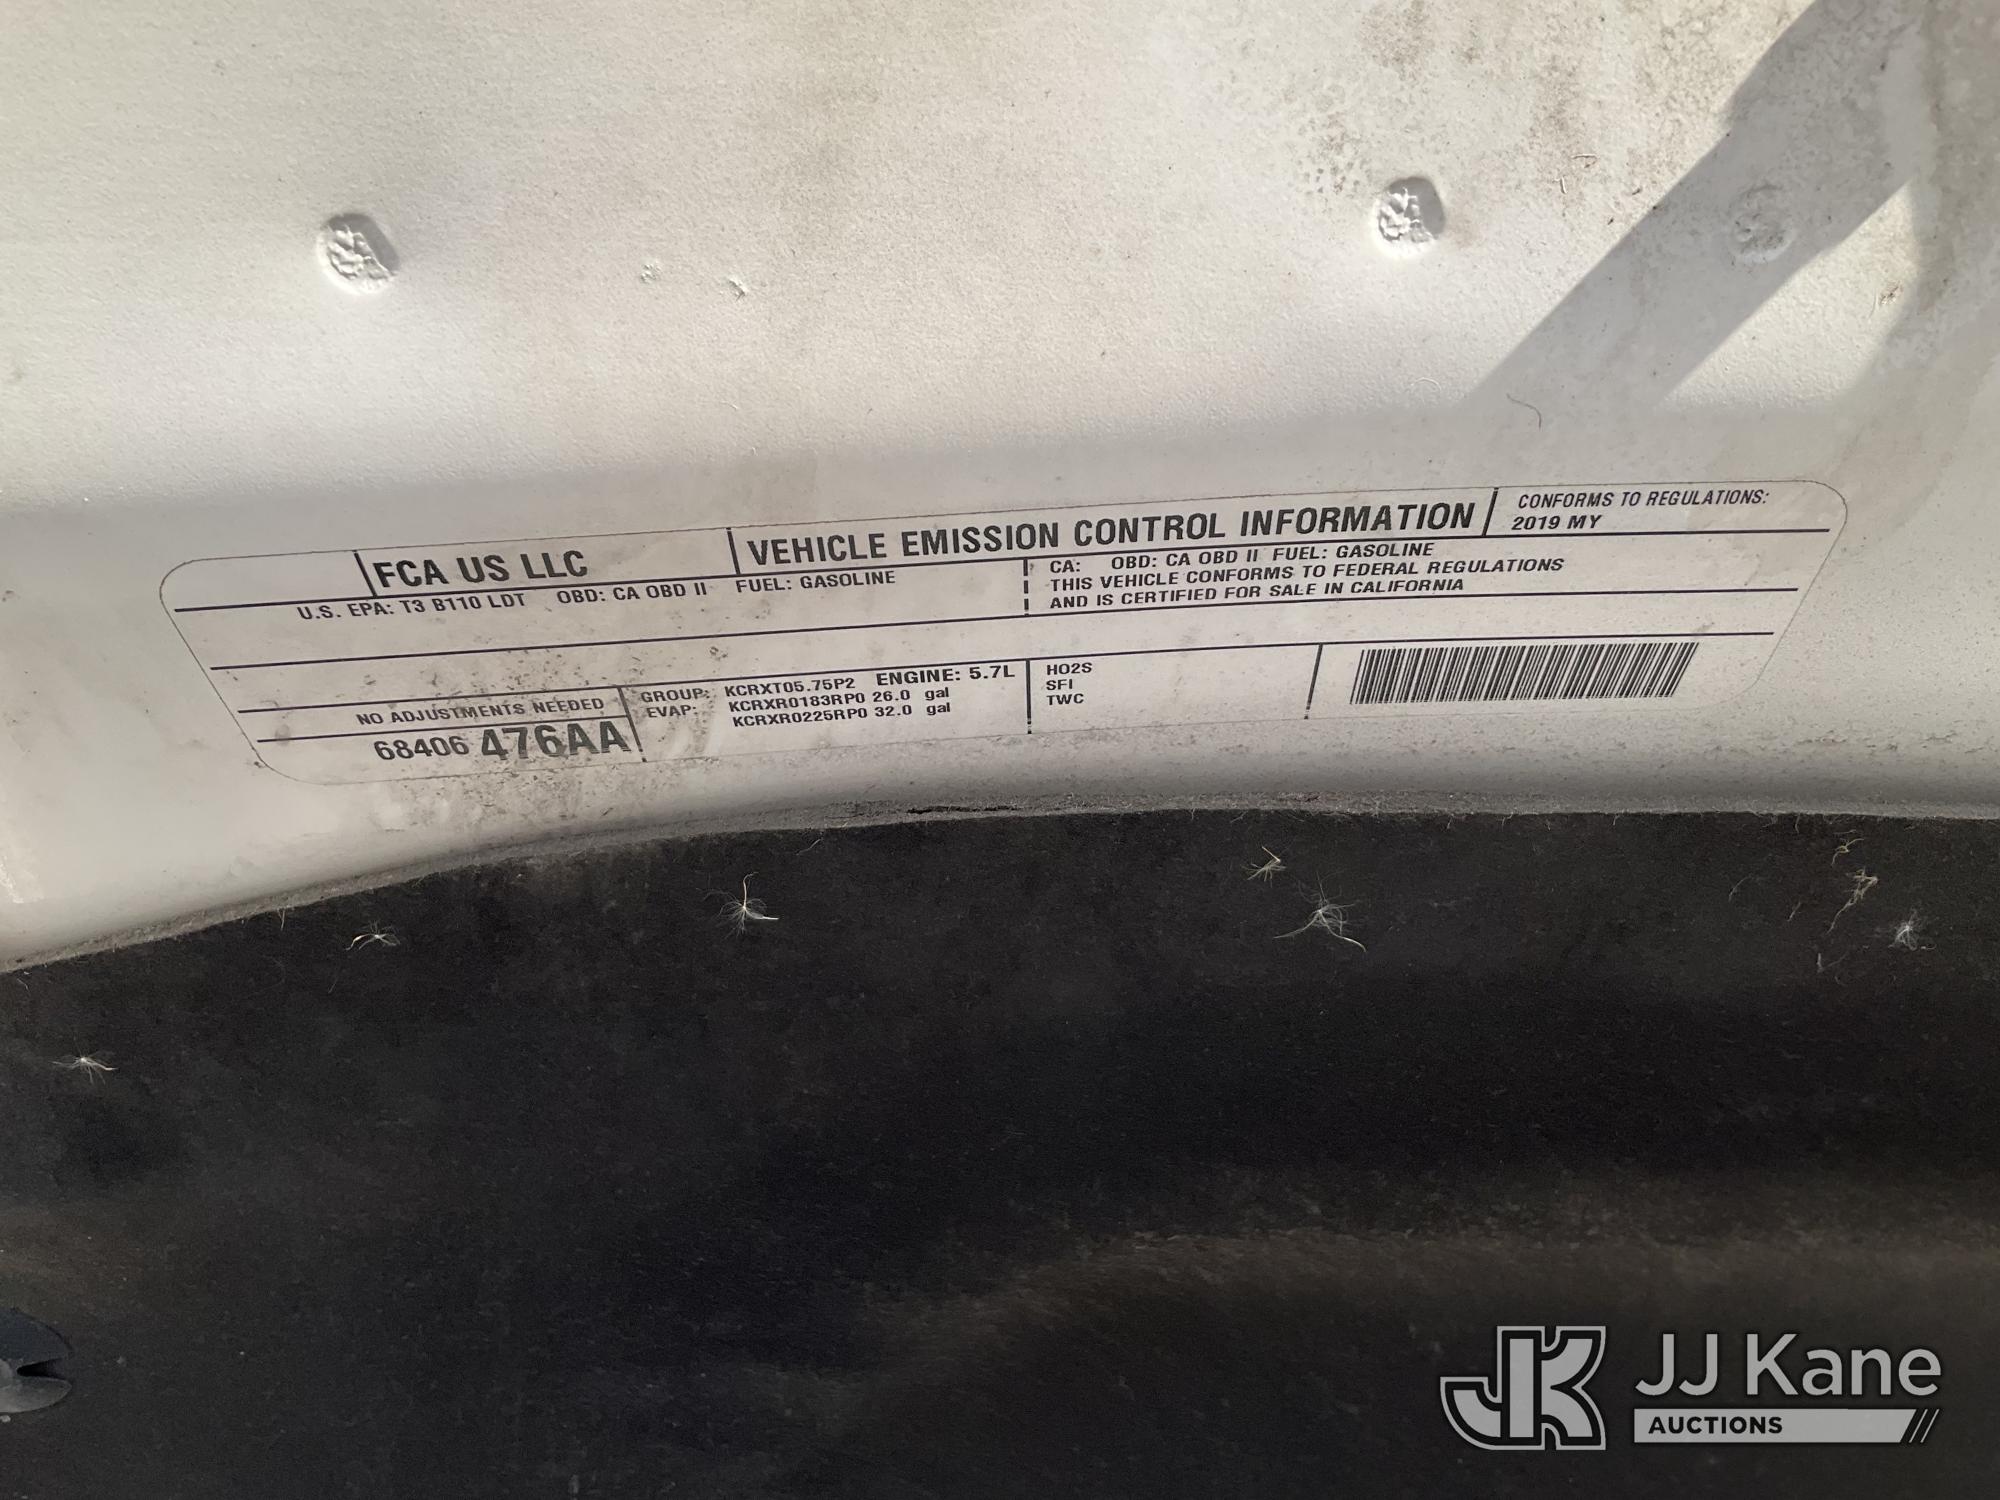 FCA US LLC
VEHICLE EMISSION CONTROL INFORMATION
CONFORMS TO REGULATIONS:
2019 MY
U.S. EPA: T3 B110 LDT OBD: CA OBD II FUEL: GASOLINE
CA: OBD: CA OBD II FUEL: GASOLINE
THIS VEHICLE CONFORMS TO FEDERAL REGULATIONS
AND IS CERTIFIED FOR SALE IN CALIFORNIA
NO ADJUSTMENTS NEEDED
68406 476AA
GROUP: KCRXT05.75P2 ENGINE: 5.7L
EVAP: KCRXR0183RP0 26.0 gal
KCRXR0225RP0 32.0 gal
HO2S
SFI
TWC
JK
JJ Kane
AUCTIONS